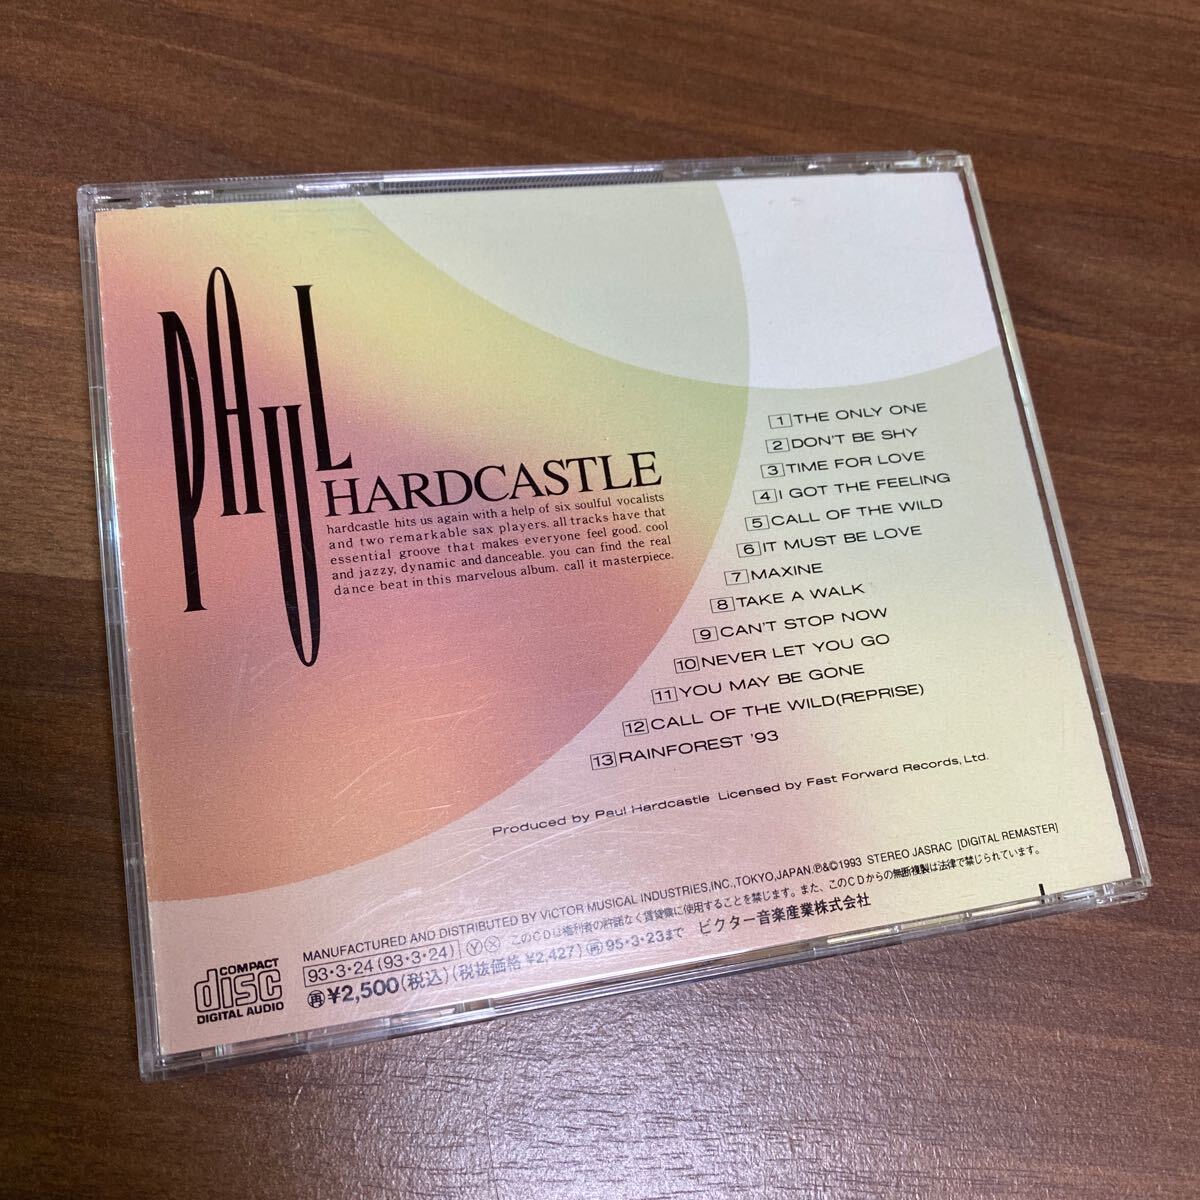 PAUL
HARDCASTLE
hardcastle hits us again with a help of six soulful vocalists
and two remarkable sax players. all tracks have that
essential groove that makes everyone feel good. cool
and jazzy, dynamic and danceable. you can find the real
dance beat in this marvelous album. call it masterpiece.
1 THE ONLY ONE
2 DON'T BE SHY
3 TIME FOR LOVE
4 I GOT THE FEELING
5 CALL OF THE WILD
6 IT MUST BE LOVE
7 MAXINE
8 TAKE A WALK
9 CAN'T STOP NOW
10 NEVER LET YOU GO
11 YOU MAY BE GONE
12 CALL OF THE WILD(REPRISE)
13 RAINFOREST '93
Produced by Paul Hardcastle Licensed by Fast Forward Records, Ltd.
MANUFACTURED AND DISTRIBUTED BY VICTOR MUSICAL INDUSTRIES, INC., TOKYO, JAPAN. ℗&©1993 STEREO JASRAC [DIGITAL REMASTER]
93・3・24 (93・3・24) Ⓨ Ⓧ このCDは権利者の許諾なく賃貸業に使用することを禁じます。また、このCDからの無断複製は法律で禁じられています。
㊞¥2,500(税込)(税抜価格 ¥2,427) ㊞95・3・23まで ビクター音楽産業株式会社
COMPACT
disc
DIGITAL AUDIO